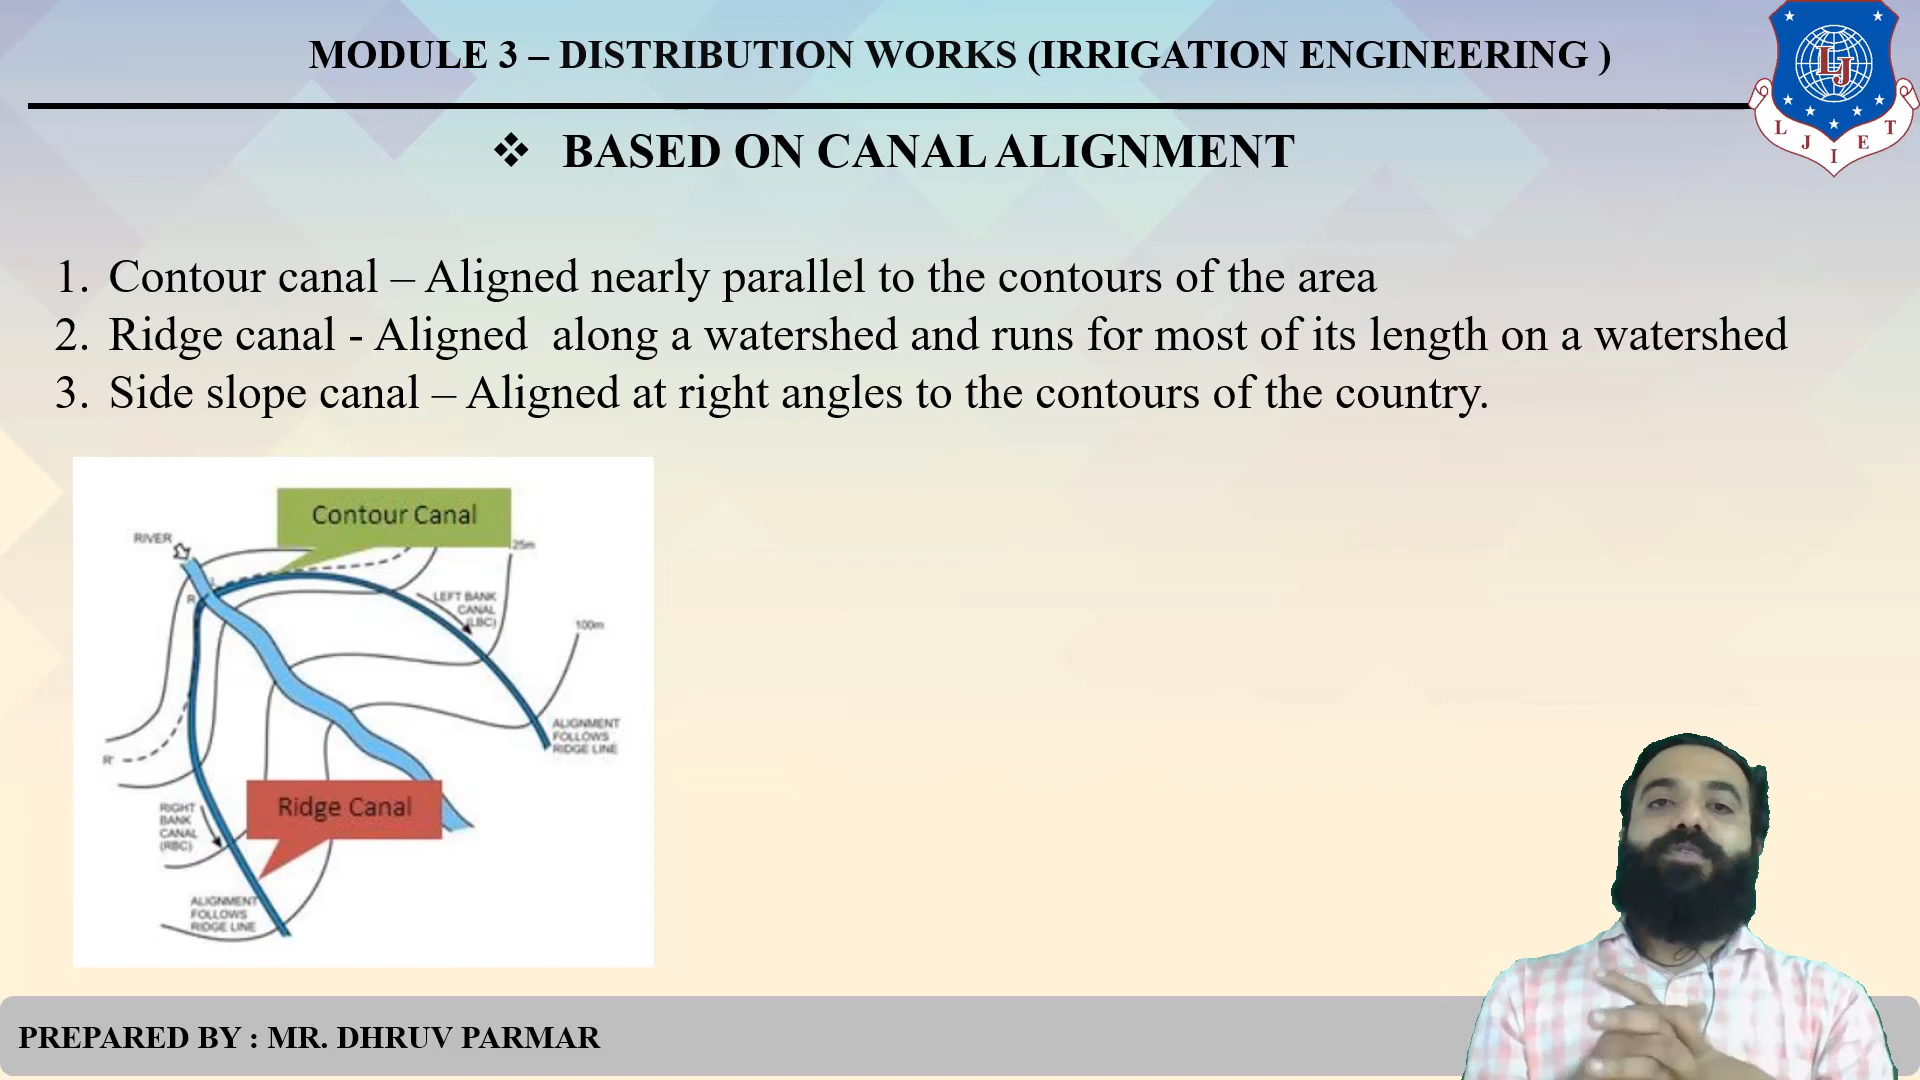 MODULE 3 – DISTRIBUTION WORKS (IRRIGATION ENGINEERING )
L J I E T
LJ
❖ BASED ON CANAL ALIGNMENT
1. Contour canal – Aligned nearly parallel to the contours of the area
2. Ridge canal - Aligned along a watershed and runs for most of its length on a watershed
3. Side slope canal – Aligned at right angles to the contours of the country.
Contour Canal
RIVER
25m
R
LEFT BANK
CANAL
(LBC)
100m
ALIGNMENT
FOLLOWS
RIDGE LINE
R'
Ridge Canal
RIGHT
BANK
CANAL
(RBC)
ALIGNMENT
FOLLOWS
RIDGE LINE
PREPARED BY : MR. DHRUV PARMAR